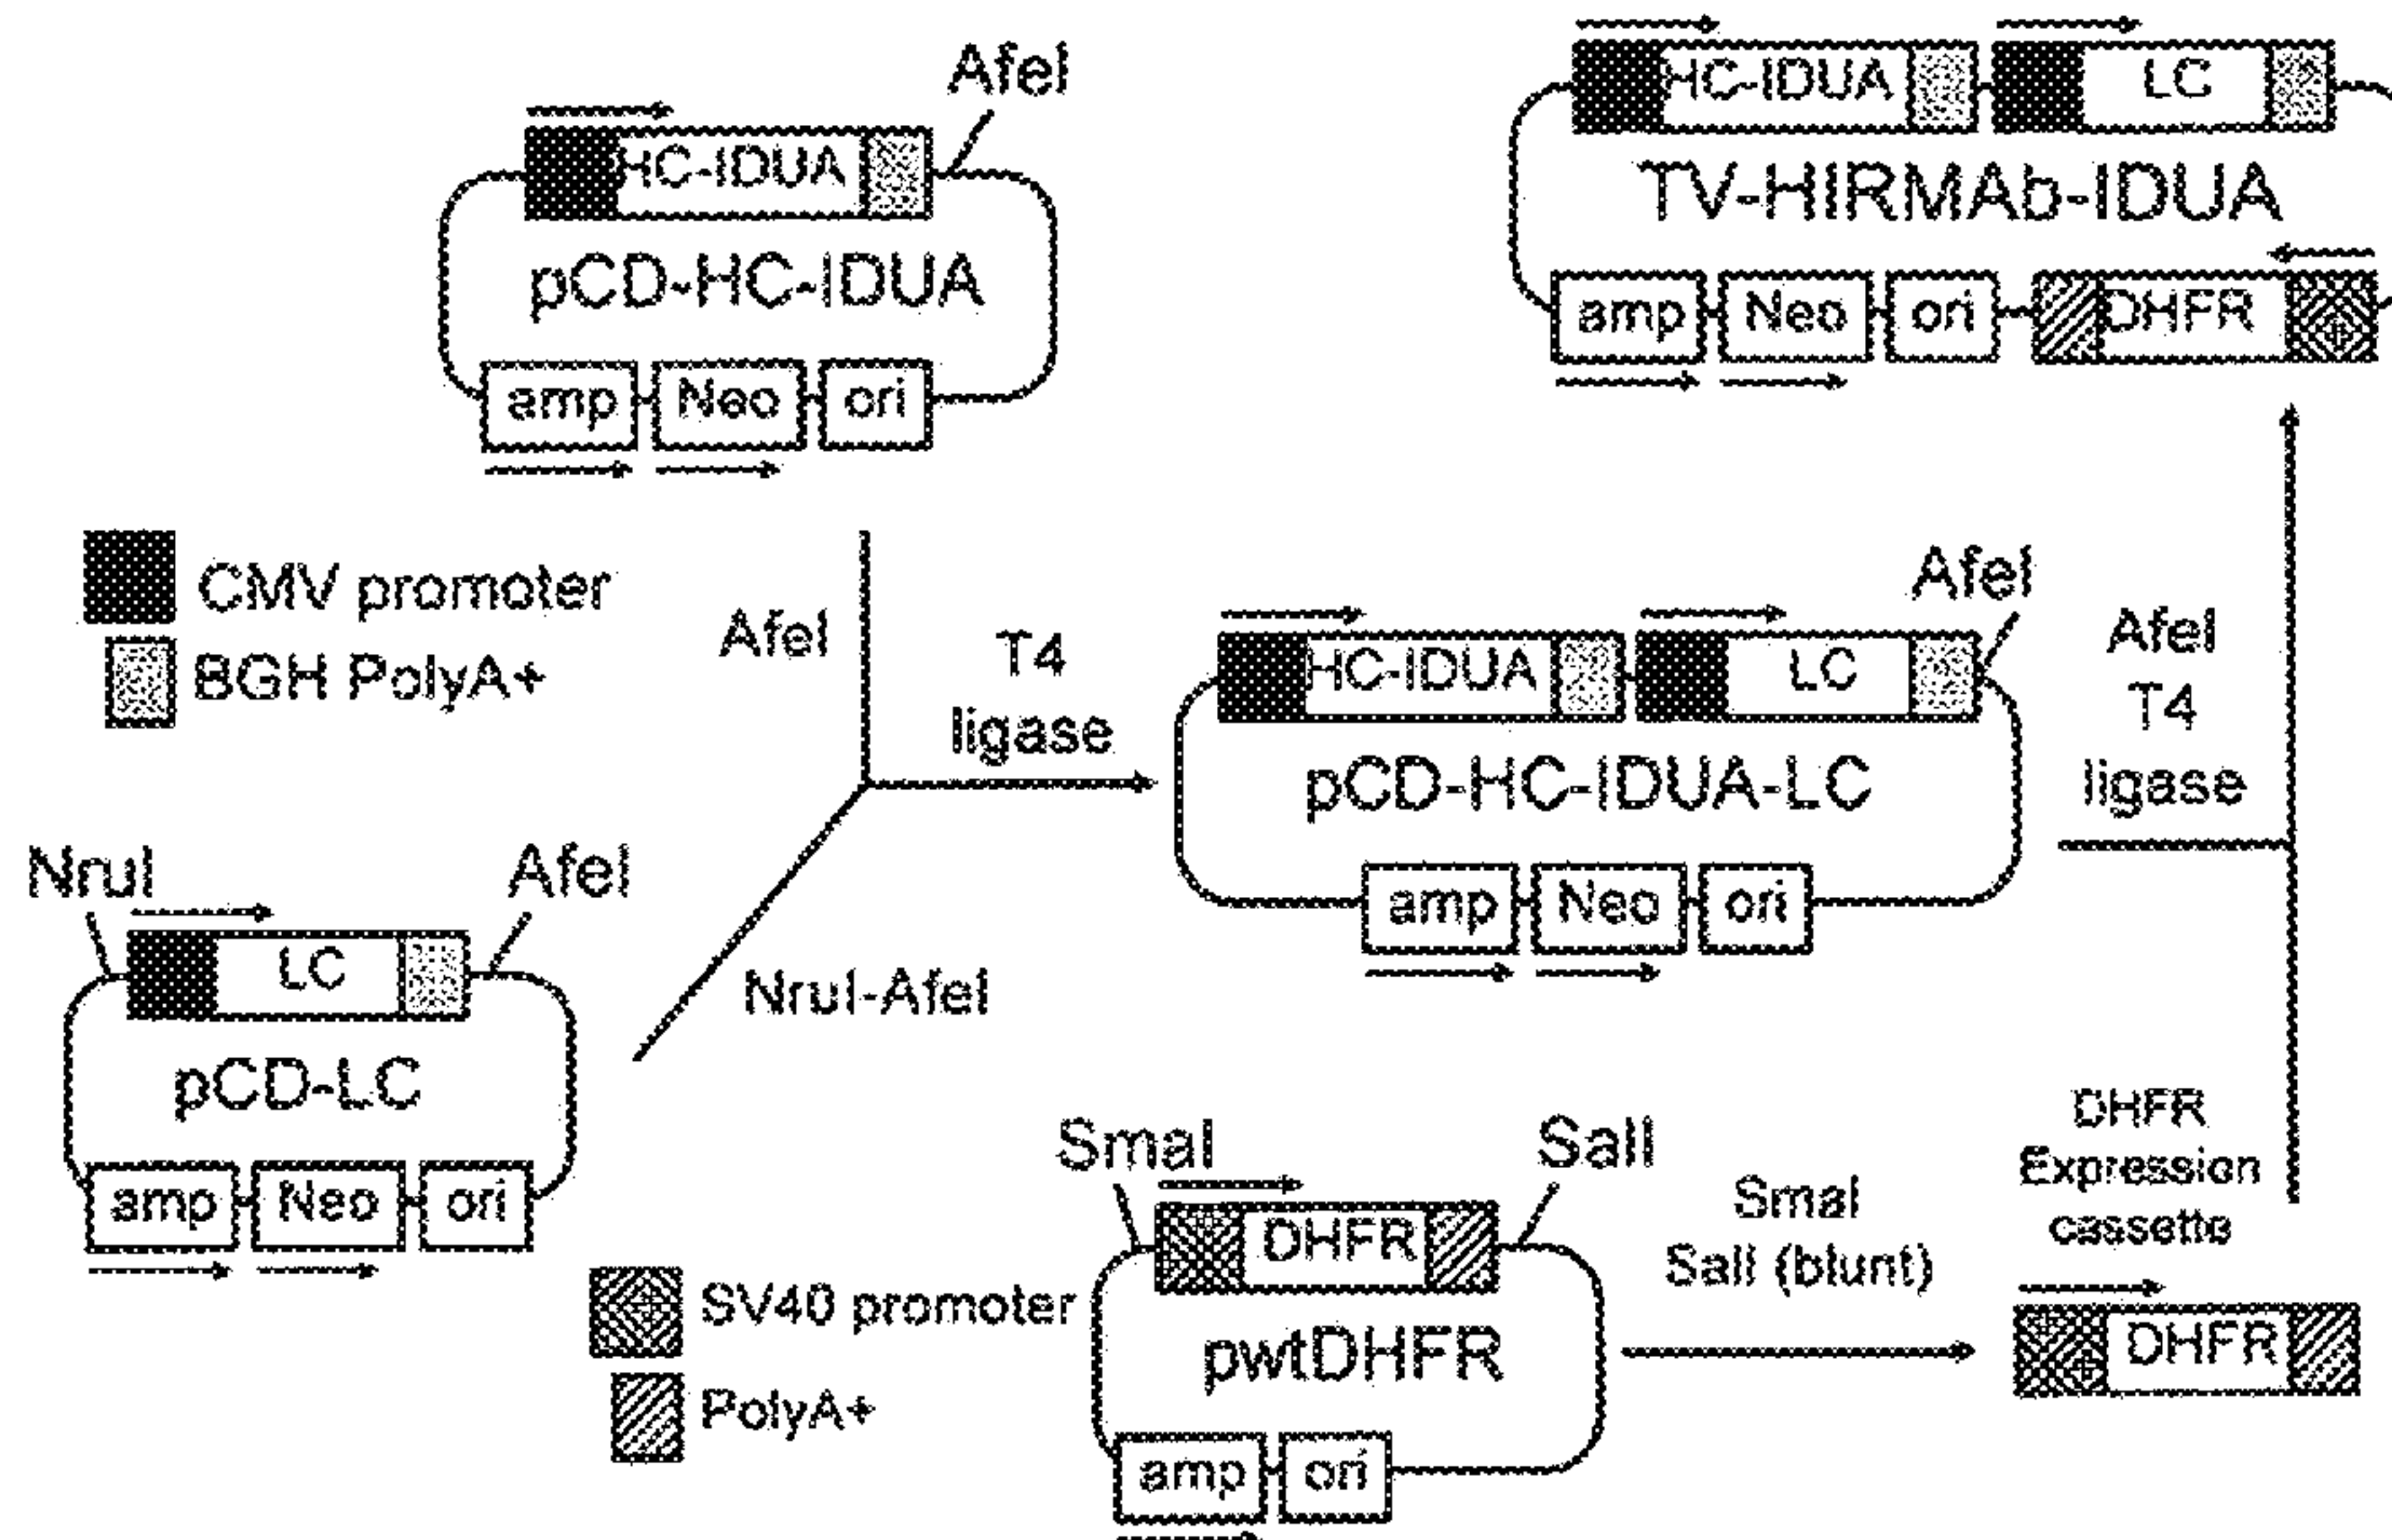 AfeI
HC-IDUA
pCD-HC-IDUA
amp
Neo
ori
HC-IDUA
LC
TV-HIRMAb-IDUA
amp
Neo
ori
DHFR
CMV promoter
BGH PolyA+
AfeI
T4
ligase
NruI-AfeI
NruI
AfeI
LC
pCD-LC
amp
Neo
ori
AfeI
HC-IDUA
LC
pCD-HC-IDUA-LC
amp
Neo
ori
AfeI
T4
ligase
SV40 promoter
PolyA+
SmaI
SalI
DHFR
pwtDHFR
amp
ori
SmaI
SalI (blunt)
DHFR
Expression
cassette
DHFR